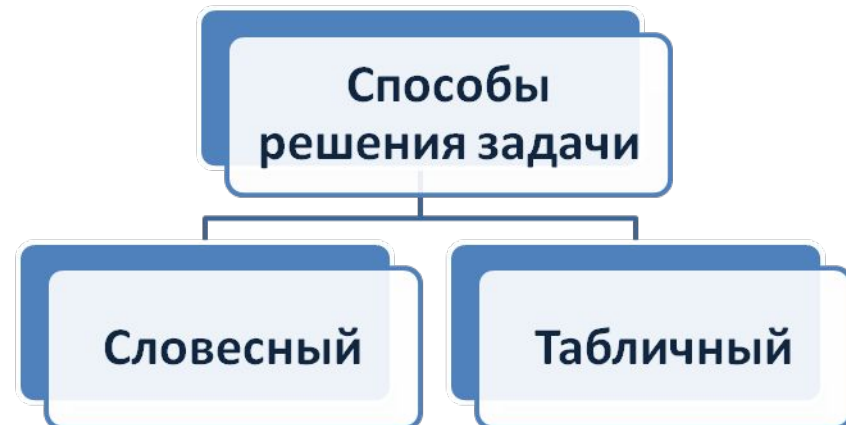 Способы
решения задачи
Словесный
Табличный